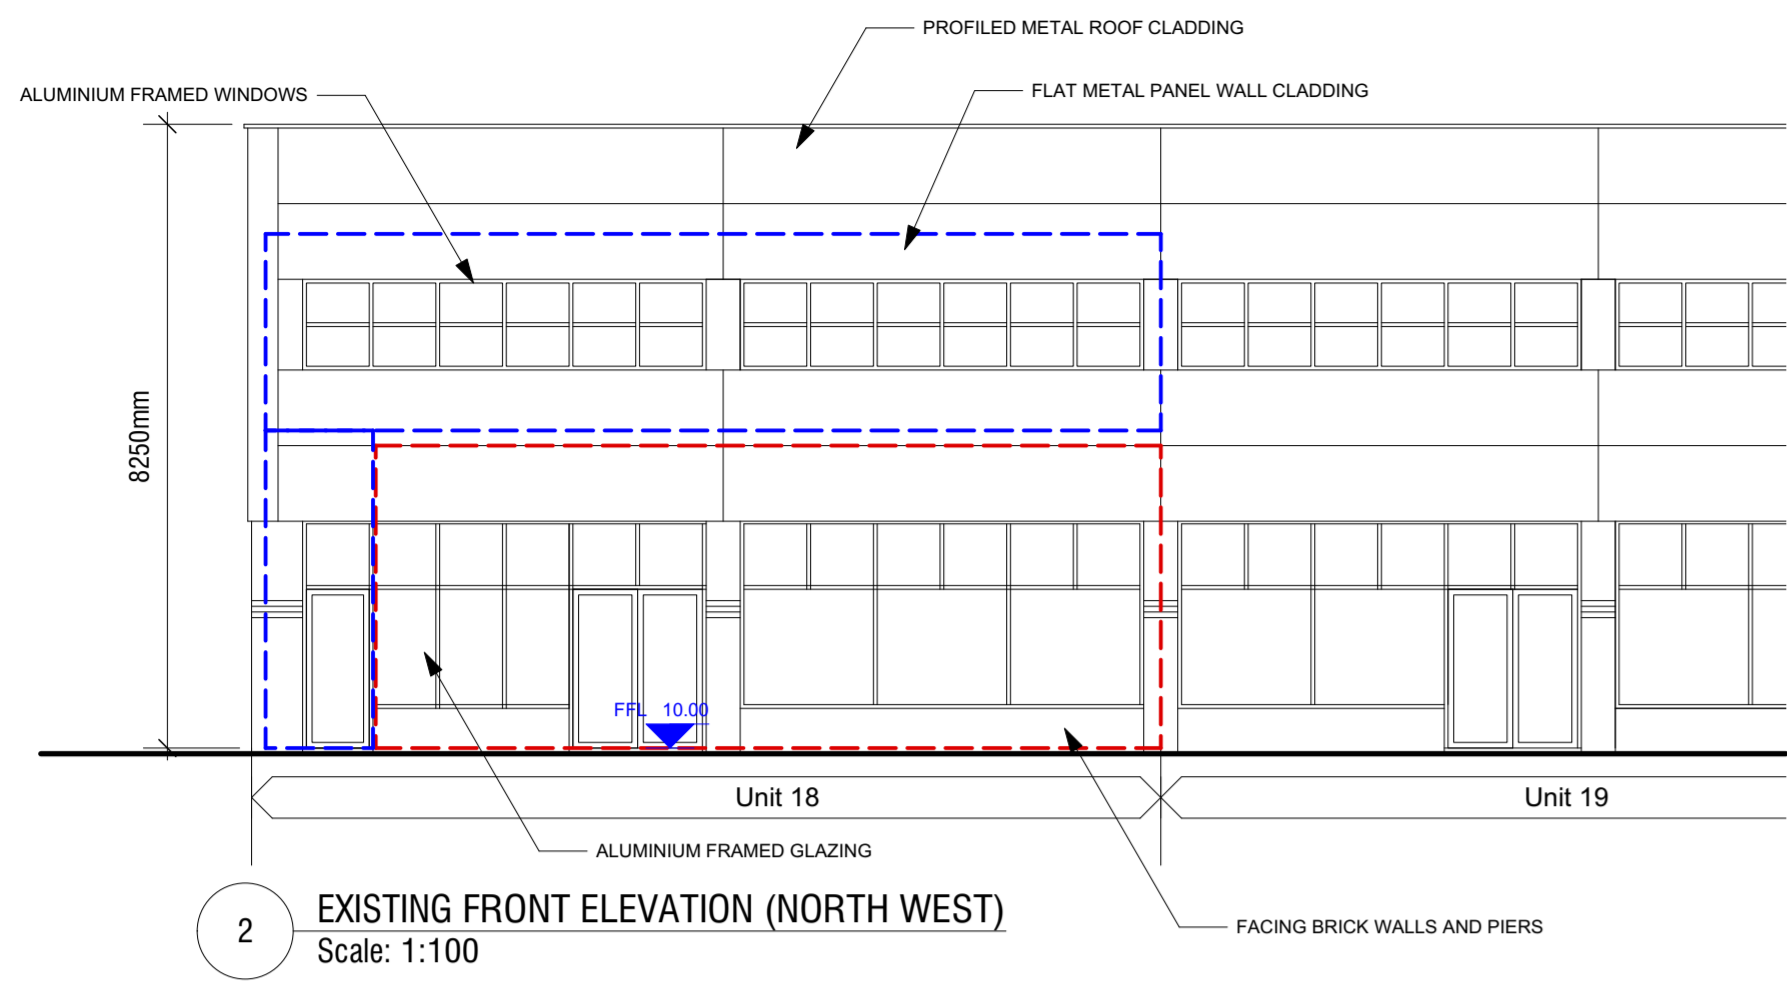 PROFILED METAL ROOF CLADDING
ALUMINIUM FRAMED WINDOWS
FLAT METAL PANEL WALL CLADDING
8250mm
FFL 10.00
Unit 18
Unit 19
ALUMINIUM FRAMED GLAZING
2
EXISTING FRONT ELEVATION (NORTH WEST)
Scale: 1:100
FACING BRICK WALLS AND PIERS